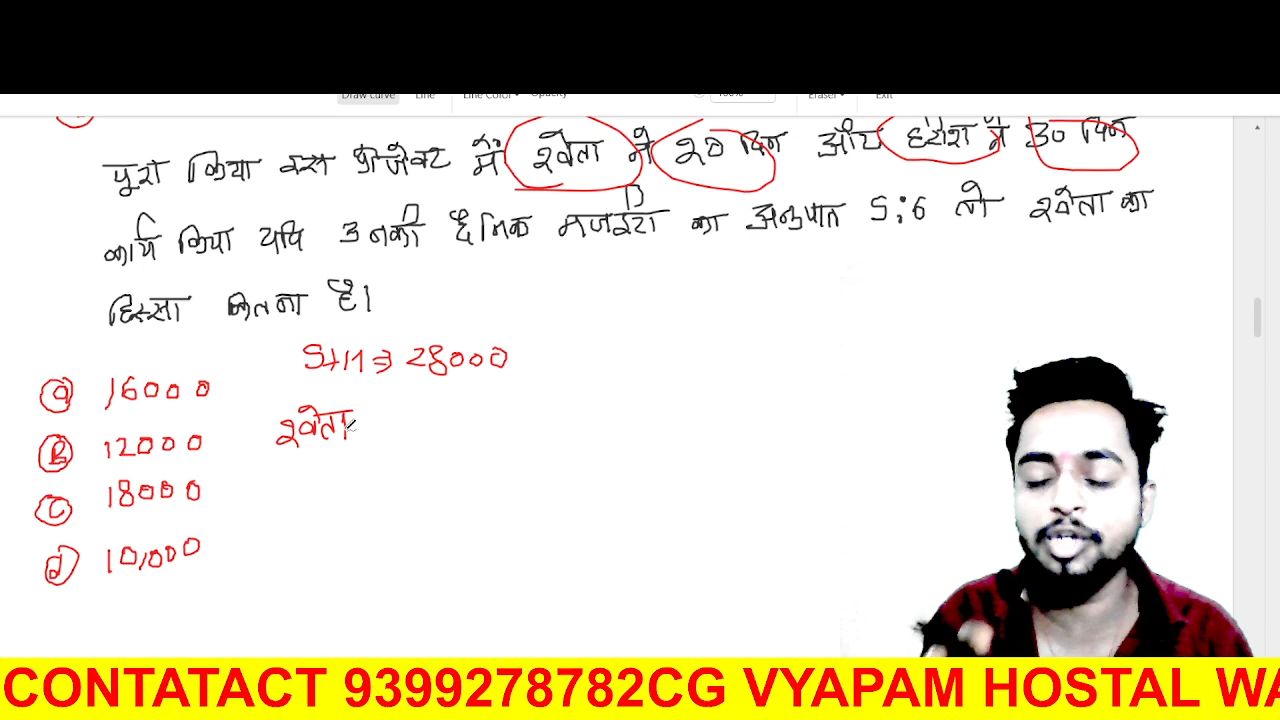 पूरा किया इस प्रोजेक्ट में श्वेता ने 20 दिन और हरीश ने 30 दिन
कार्य किया यदि उनकी दैनिक मजदूरी का अनुपात 5:6 तो श्वेता का
हिस्सा कितना है।
S+H ⇒ 28000
(a) 16000
श्वेता
(B) 12000
(c) 18000
(d) 10,000
CONTATACT 9399278782CG VYAPAM HOSTAL WA